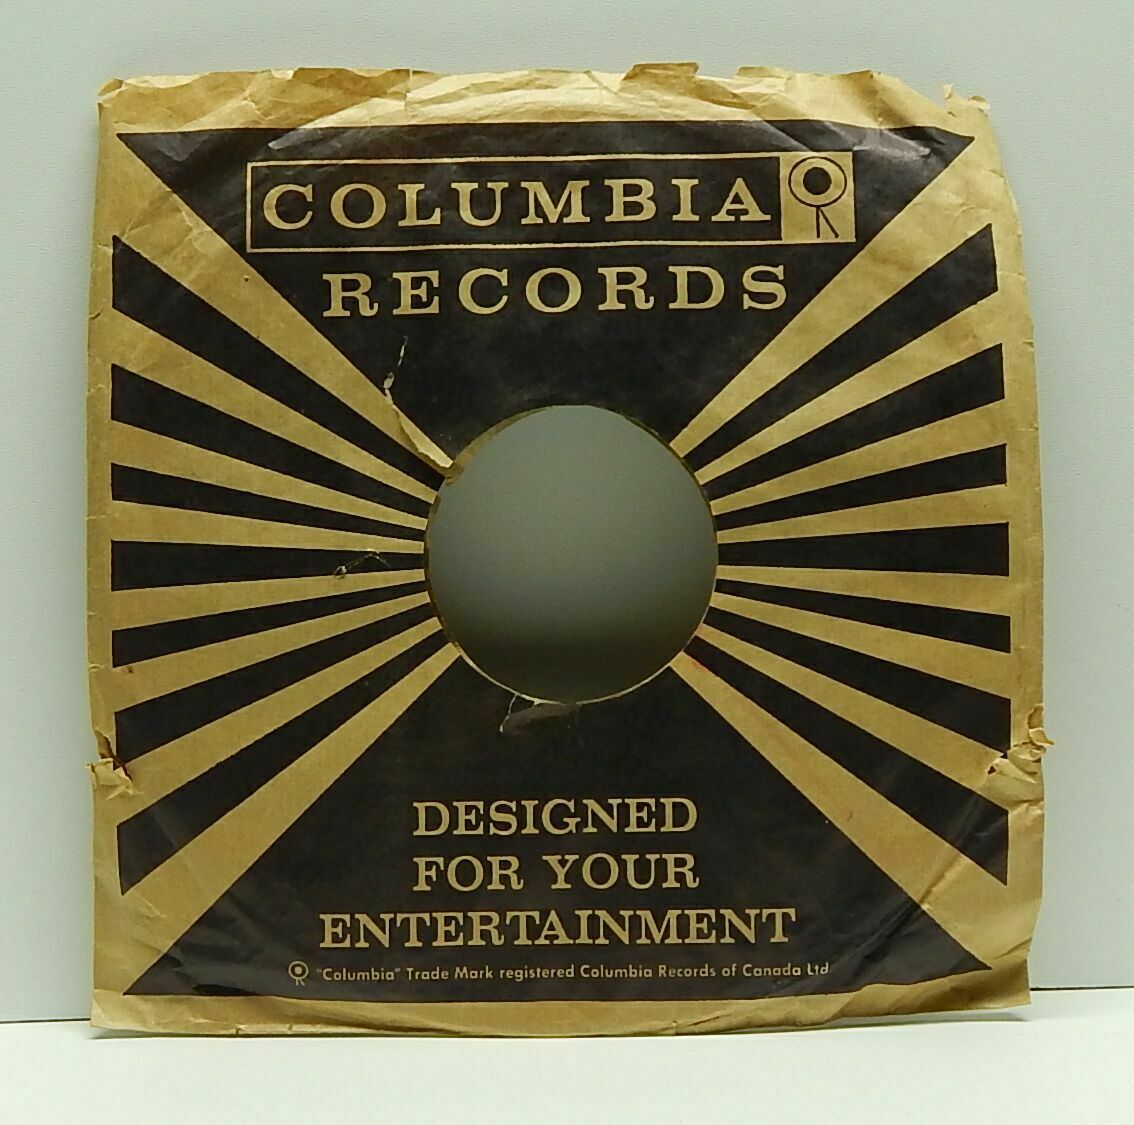 COLUMBIA
RECORDS
DESIGNED
FOR YOUR
ENTERTAINMENT
"Columbia" Trade Mark registered Columbia Records of Canada Ltd